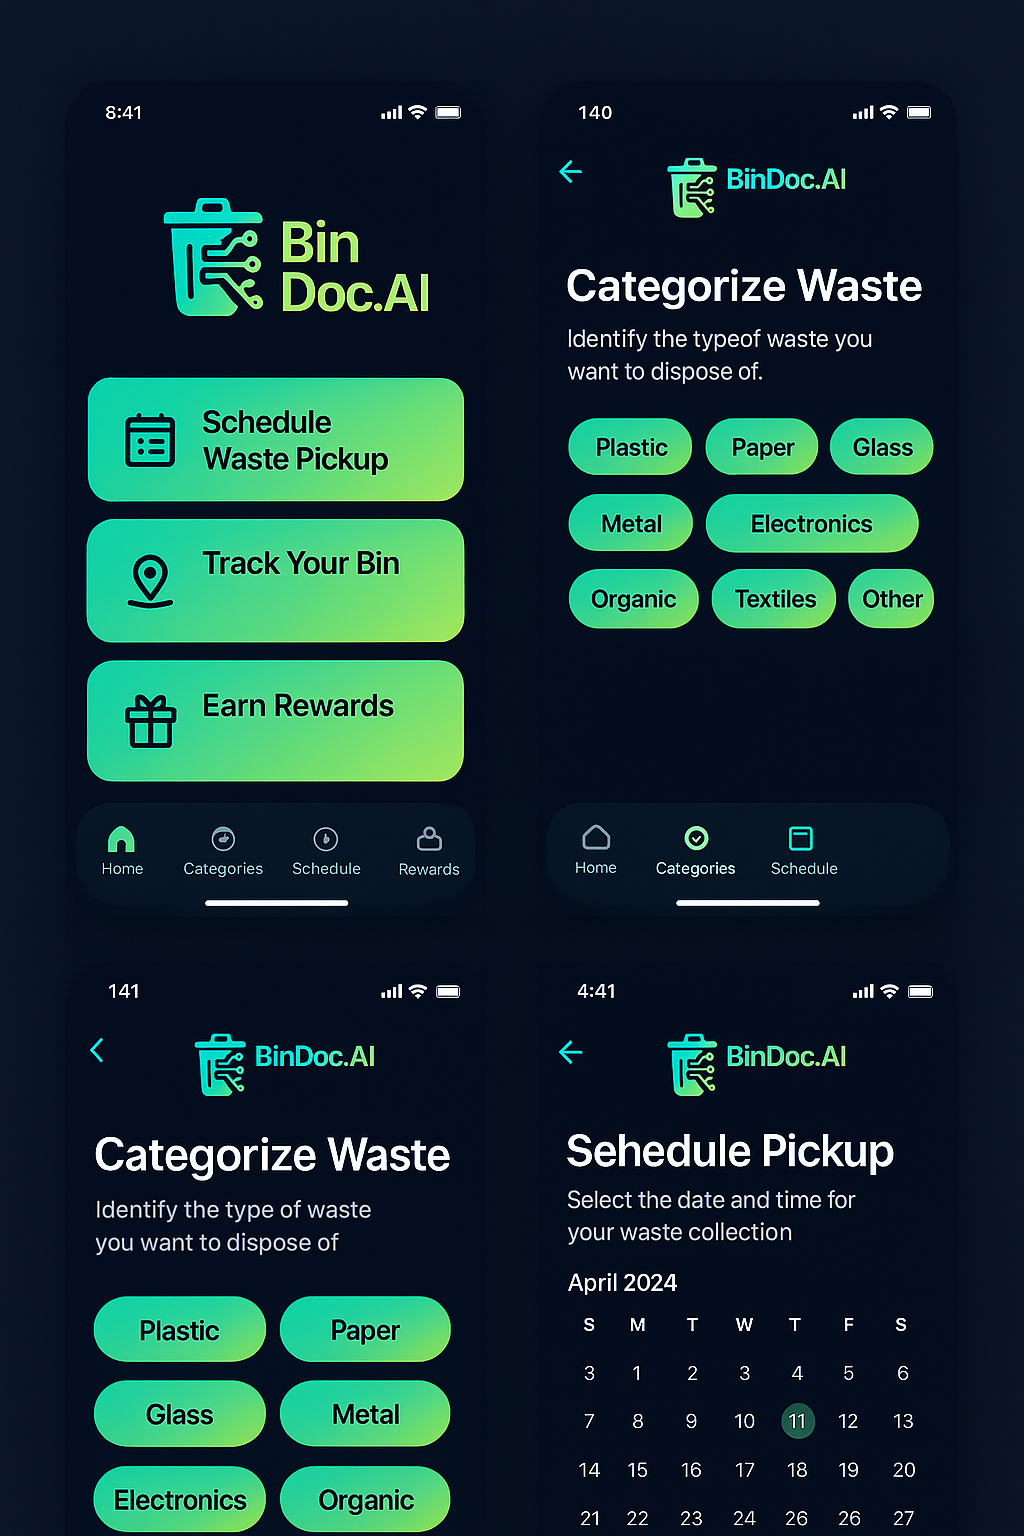 8:41
Bin
Doc.AI
Schedule
Waste Pickup
Track Your Bin
Earn Rewards
Home
Categories
Schedule
Rewards
140
BinDoc.AI
Categorize Waste
Identify the typeof waste you
want to dispose of.
Plastic
Paper
Glass
Metal
Electronics
Organic
Textiles
Other
Home
Categories
Schedule
141
BinDoc.AI
Categorize Waste
Identify the type of waste
you want to dispose of
Plastic
Paper
Glass
Metal
Electronics
Organic
4:41
BinDoc.AI
Sehedule Pickup
Select the date and time for
your waste collection
April 2024
S M T W T F S
3 1 2 3 4 5 6
7 8 9 10 11 12 13
14 15 16 17 18 19 20
21 22 23 24 26 26 27